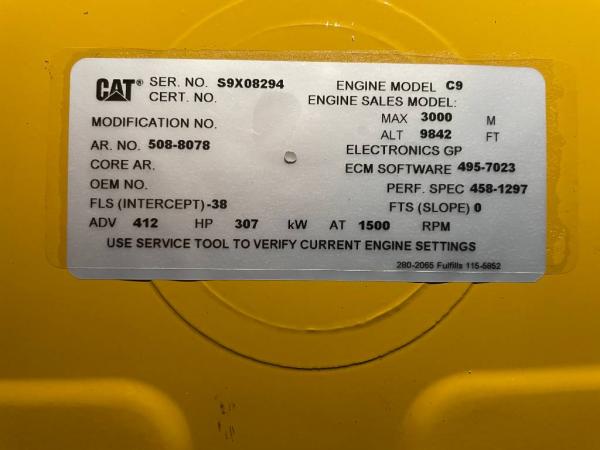 CAT® SER. NO. S9X08294 ENGINE MODEL C9
CERT. NO. ENGINE SALES MODEL:
MODIFICATION NO. MAX 3000 M
ALT 9842 FT
AR. NO. 508-8078 ELECTRONICS GP
CORE AR. ECM SOFTWARE 495-7023
OEM NO. PERF. SPEC 458-1297
FLS (INTERCEPT) -38 FTS (SLOPE) 0
ADV 412 HP 307 kW AT 1500 RPM
USE SERVICE TOOL TO VERIFY CURRENT ENGINE SETTINGS
280-2065 Fulfills 115-5852